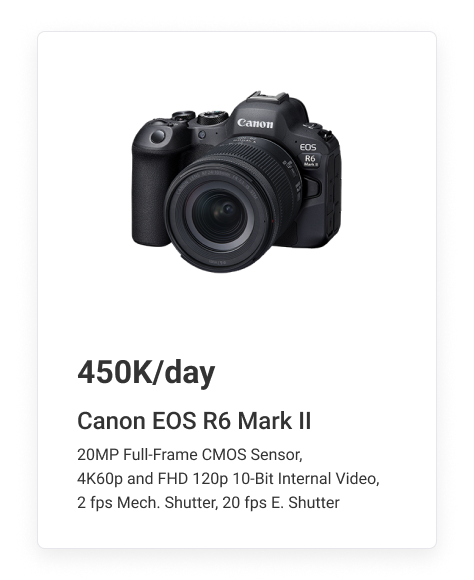 Canon
EOS
R6
Mark II
450K/day
Canon EOS R6 Mark II
20MP Full-Frame CMOS Sensor,
4K60p and FHD 120p 10-Bit Internal Video,
2 fps Mech. Shutter, 20 fps E. Shutter